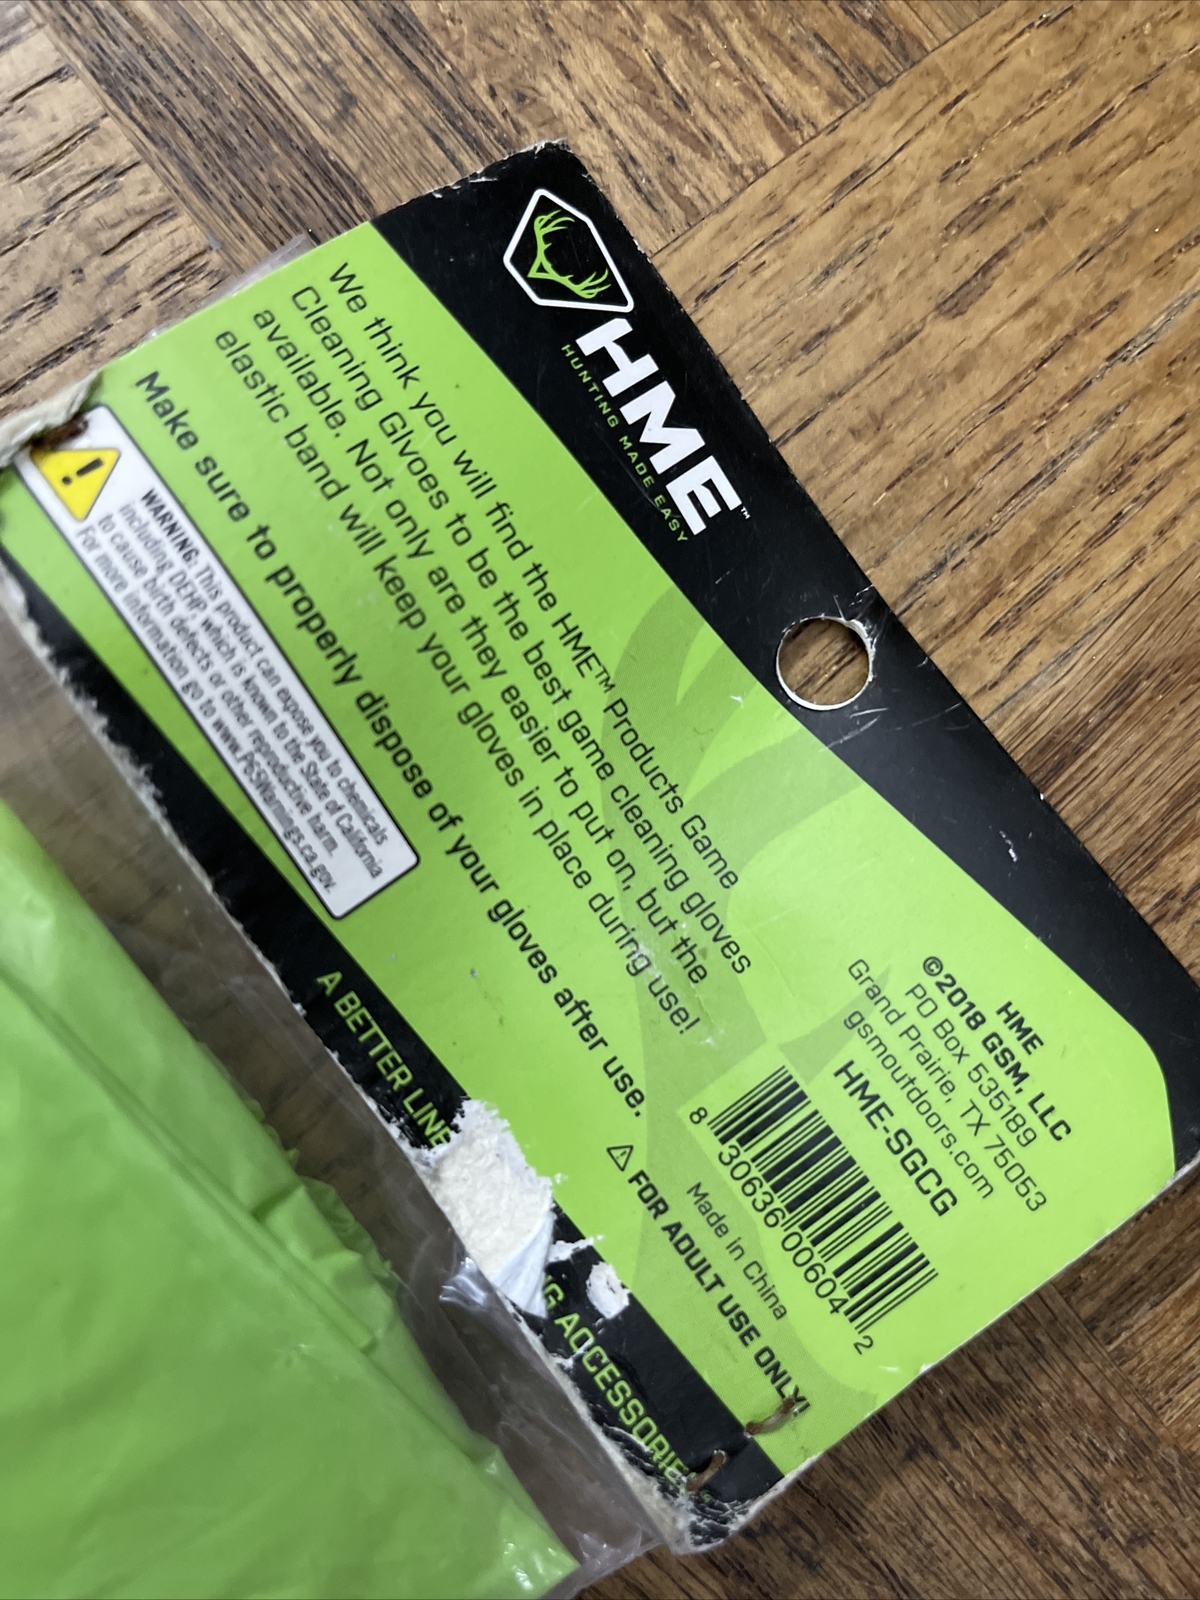 HME™
HUNTING MADE EASY
We think you will find the HME™ Products Game
Cleaning Glvoes to be the best game cleaning gloves
available. Not only are they easier to put on, but the
elastic band will keep your gloves in place during use!
Make sure to properly dispose of your gloves after use.
WARNING: This product can expose you to chemicals
including DEHP which is known to the State of California
to cause birth defects or other reproductive harm.
For more information go to www.P65Warnings.ca.gov.
HME
©2018 GSM, LLC
PO Box 535189
Grand Prairie, TX 75053
gsmoutdoors.com
HME-SGCG
8 30636 00604 2
Made in China
FOR ADULT USE ONLY!
A BETTER LINE
ACCESSORIES